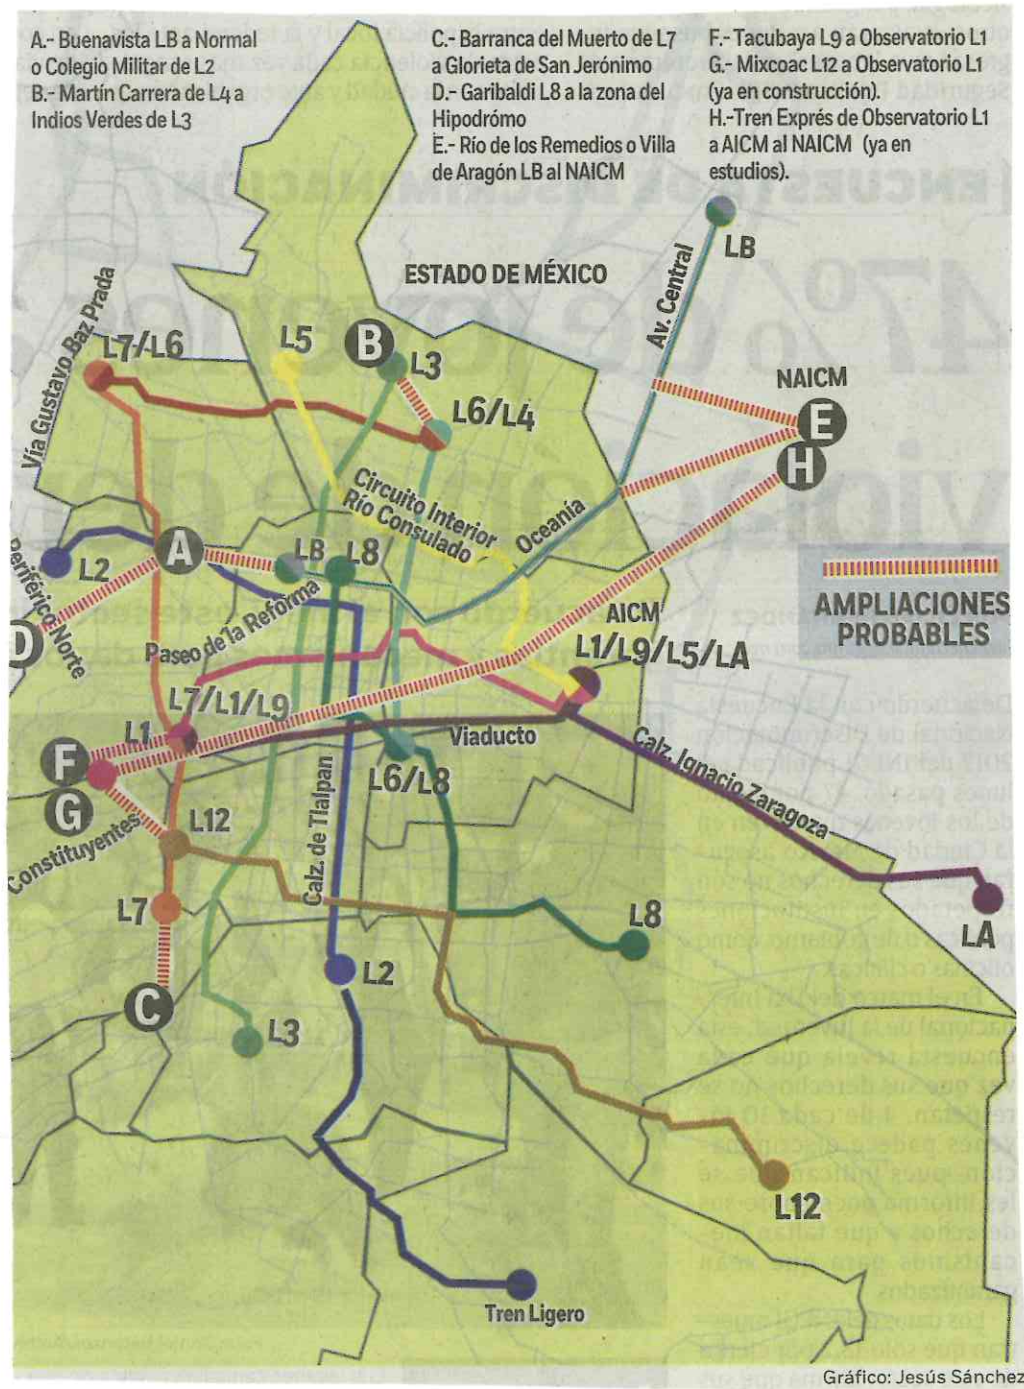 A.- Buenavista LB a Normal
o Colegio Militar de L2
B.- Martín Carrera de L4 a
Indios Verdes de L3
C.- Barranca del Muerto de L7
a Glorieta de San Jerónimo
D.- Garibaldi L8 a la zona del
Hipodrómo
E.- Río de los Remedios o Villa
de Aragón LB al NAICM
F.- Tacubaya L9 a Observatorio L1
G.- Mixcoac L12 a Observatorio L1
(ya en construcción).
H.-Tren Exprés de Observatorio L1
a AICM al NAICM (ya en
estudios).
LB
ESTADO DE MÉXICO
Av. Central
Vía Gustavo Baz Prada
L7/L6
L5
B
L3
NAICM
L6/L4
E
H
Circuito Interior
Río Consulado
Oceanía
A
LB
L8
L2
Periférico Norte
D
Paseo de la Reforma
AMPLIACIONES
PROBABLES
AICM
L1/L9/L5/LA
L7/L1/L9
L1
F
G
Viaducto
L6/L8
Calz. Ignacio Zaragoza
Constituyentes
L12
Calz. de Tlalpan
L7
L8
LA
L2
C
L3
L12
Tren Ligero
Gráfico: Jesús Sánchez